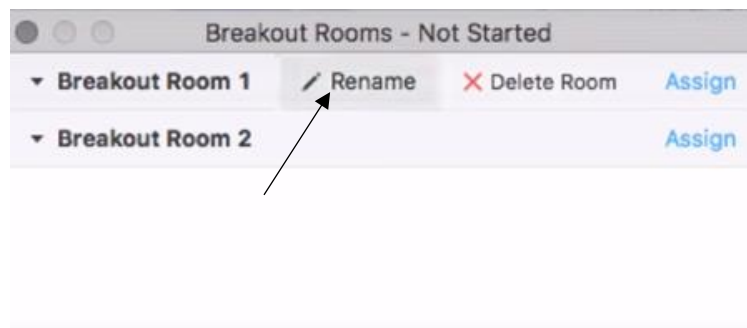 Breakout Rooms - Not Started
Breakout Room 1 Rename Delete Room Assign
Breakout Room 2 Assign